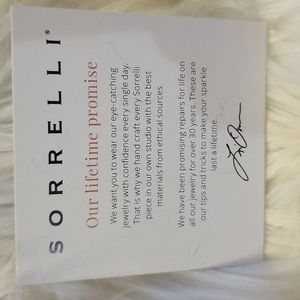 SORRELLI®
Our lifetime promise
We want you to wear our eye-catching
jewelry with confidence every single day.
That is why we hand craft every Sorrelli
piece in our own studio with the best
materials from ethical sources.
We have been promising repairs for life on
all our jewelry for over 30 years. These are
our tips and tricks to make your sparkle
last a lifetime.